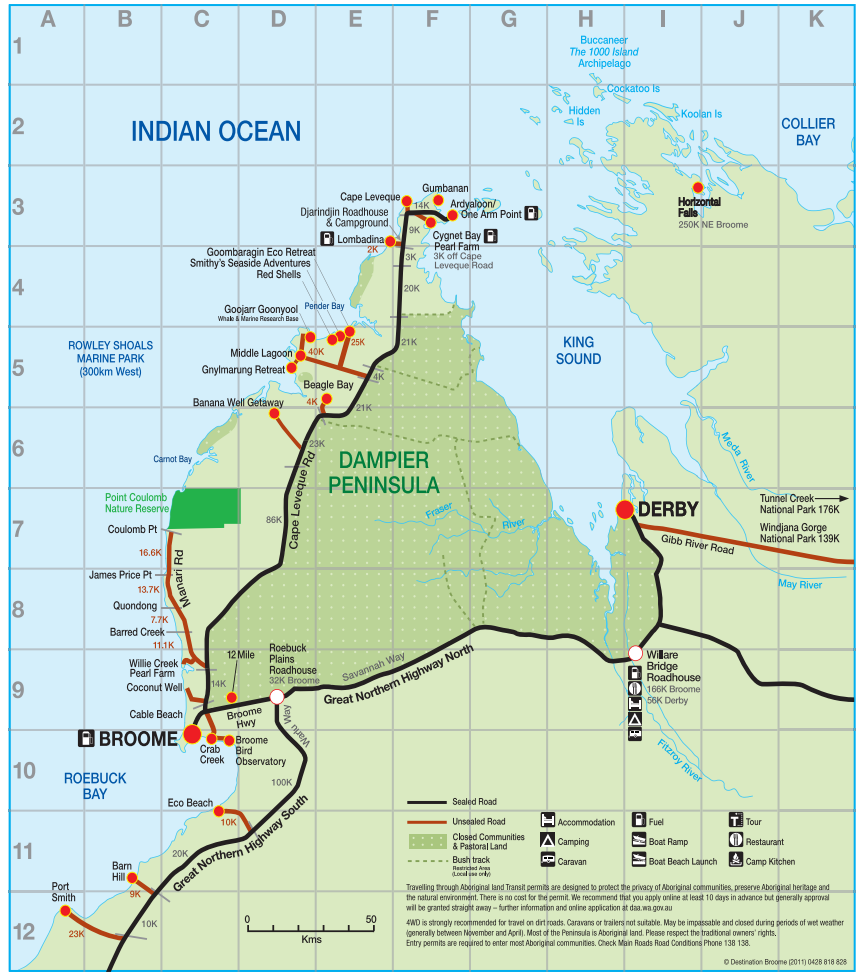 A B C D E F G H I J K
1
2
3
4
5
6
7
8
9
10
11
12
Buccaneer
The 1000 Island
Archipelago
Cockatoo Is
Hidden
Is
Koolan Is
INDIAN OCEAN
COLLIER
BAY
Cape Leveque
Gumbanan
14K
Ardyaloon/
One Arm Point
Djarindjin Roadhouse
& Campground
9K
Cygnet Bay
Pearl Farm
3K off Cape
Leveque Road
Lombadina
2K
3K
Horizontal
Falls
250K NE Broome
Goombaragin Eco Retreat
Smithy's Seaside Adventures
Red Shells
20K
Pender Bay
Goojarr Goonyool
Whale & Marine Research Base
ROWLEY SHOALS
MARINE PARK
(300km West)
KING
SOUND
25K
21K
Middle Lagoon
40K
Gnylmarung Retreat
4K
Beagle Bay
4K
21K
Banana Well Getaway
23K
Carnot Bay
Cape Leveque Rd
DAMPIER
PENINSULA
Meda River
Point Coulomb
Nature Reserve
86K
Fraser
River
DERBY
Tunnel Creek
National Park 176K
Windjana Gorge
National Park 139K
Gibb River Road
May River
Coulomb Pt
16.6K
Manari Rd
James Price Pt
13.7K
Quondong
7.7K
Barred Creek
11.1K
Willie Creek
Pearl Farm
14K
12 Mile
Coconut Well
Cable Beach
Roebuck
Plains
Roadhouse
32K Broome
Savannah Way
Great Northern Highway North
Willare
Bridge
Roadhouse
166K Broome
56K Derby
Fitzroy River
Broome
Hwy
Warlu Way
BROOME
Crab
Creek
Broome
Bird
Observatory
ROEBUCK
BAY
100K
Eco Beach
10K
Great Northern Highway South
20K
Barn
Hill
9K
Port
Smith
10K
23K
Sealed Road
Unsealed Road
Closed Communities
& Pastoral Land
Bush track
Restricted Area
(Local use only)
Accommodation
Camping
Caravan
Fuel
Boat Ramp
Boat Beach Launch
Tour
Restaurant
Camp Kitchen
0 50
Kms
Travelling through Aboriginal land Transit permits are designed to protect the privacy of Aboriginal communities, preserve Aboriginal heritage and
the natural environment. There is no cost for the permit. We recommend that you apply online at least 10 days in advance but generally approval
will be granted straight away – further information and online application at daa.wa.gov.au
4WD is strongly recommended for travel on dirt roads. Caravans or trailers not suitable. May be impassable and closed during periods of wet weather
(generally between November and April). Most of the Peninsula is Aboriginal land. Please respect the traditional owners' rights.
Entry permits are required to enter most Aboriginal communities. Check Main Roads Road Conditions Phone 138 138.
© Destination Broome (2011) 0428 818 828